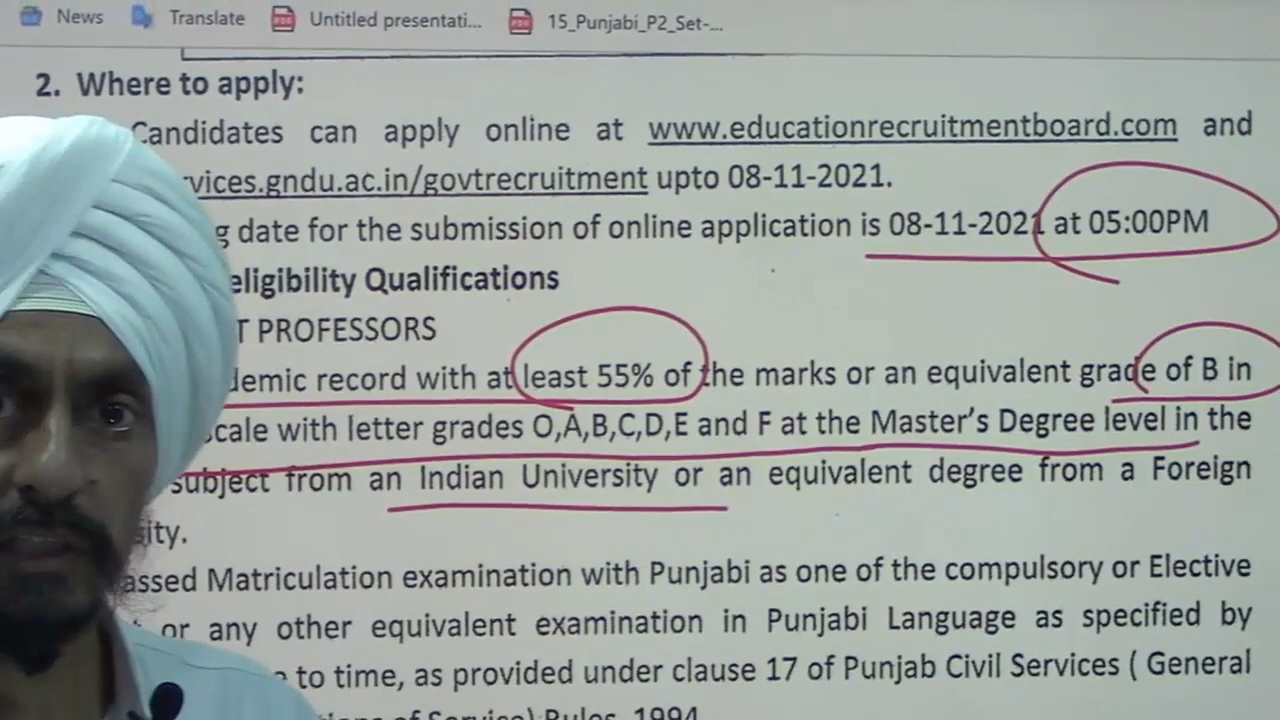 News Translate Untitled presentati... 15_Punjabi_P2_Set-...
2. Where to apply:
Candidates can apply online at www.educationrecruitmentboard.com and
vices.gndu.ac.in/govtrecruitment upto 08-11-2021.
g date for the submission of online application is 08-11-2021 at 05:00PM
eligibility Qualifications
T PROFESSORS
demic record with at least 55% of the marks or an equivalent grade of B in
cale with letter grades O,A,B,C,D,E and F at the Master's Degree level in the
subject from an Indian University or an equivalent degree from a Foreign
sity.
assed Matriculation examination with Punjabi as one of the compulsory or Elective
or any other equivalent examination in Punjabi Language as specified by
to time, as provided under clause 17 of Punjab Civil Services ( General
of Service) Rules, 1994